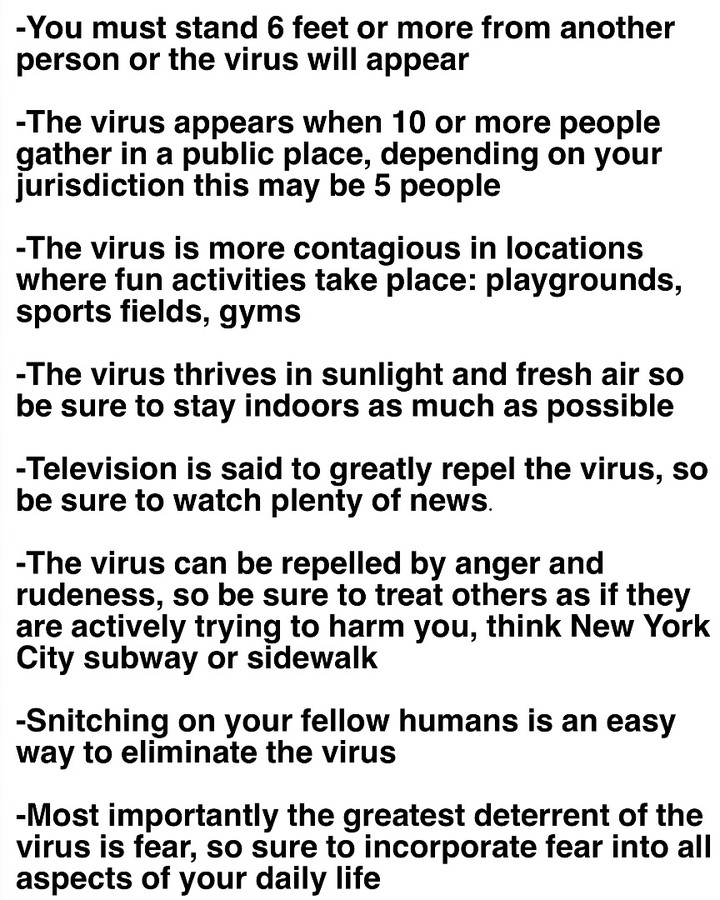 -You must stand 6 feet or more from another
person or the virus will appear
-The virus appears when 10 or more people
gather in a public place, depending on your
jurisdiction this may be 5 people
-The virus is more contagious in locations
where fun activities take place: playgrounds,
sports fields, gyms
-The virus thrives in sunlight and fresh air so
be sure to stay indoors as much as possible
-Television is said to greatly repel the virus, so
be sure to watch plenty of news.
-The virus can be repelled by anger and
rudeness, so be sure to treat others as if they
are actively trying to harm you, think New York
City subway or sidewalk
-Snitching on your fellow humans is an easy
way to eliminate the virus
-Most importantly the greatest deterrent of the
virus is fear, so sure to incorporate fear into all
aspects of your daily life